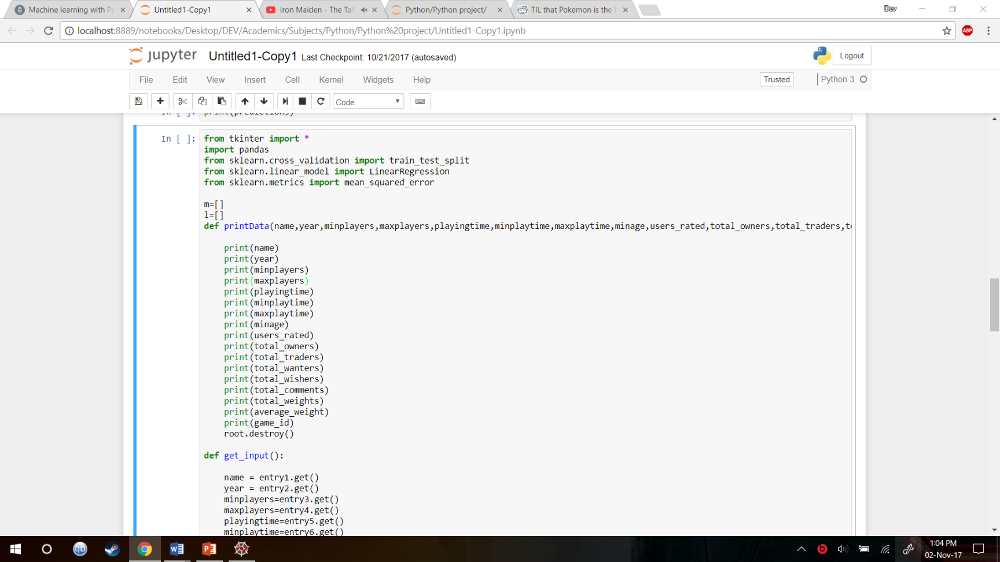 Machine learning with Py
Untitled1-Copy1
Iron Maiden - The Tali
Python/Python project/
TIL that Pokemon is the
Dev
localhost:8889/notebooks/Desktop/DEV/Academics/Subjects/Python/Python%20project/Untitled1-Copy1.ipynb
ABP
jupyter Untitled1-Copy1 Last Checkpoint: 10/21/2017 (autosaved)
Logout
File Edit View Insert Cell Kernel Widgets Help
Trusted
Python 3
Code
In [ ]: print(predictions)
In [ ]: from tkinter import *
import pandas
from sklearn.cross_validation import train_test_split
from sklearn.linear_model import LinearRegression
from sklearn.metrics import mean_squared_error
m=[]
l=[]
def printData(name,year,minplayers,maxplayers,playingtime,minplaytime,maxplaytime,minage,users_rated,total_owners,total_traders,t
print(name)
print(year)
print(minplayers)
print(maxplayers)
print(playingtime)
print(minplaytime)
print(maxplaytime)
print(minage)
print(users_rated)
print(total_owners)
print(total_traders)
print(total_wanters)
print(total_wishers)
print(total_comments)
print(total_weights)
print(average_weight)
print(game_id)
root.destroy()
def get_input():
name = entry1.get()
year = entry2.get()
minplayers=entry3.get()
maxplayers=entry4.get()
playingtime=entry5.get()
minplaytime=entry6.get()
qb
1:04 PM
02-Nov-17